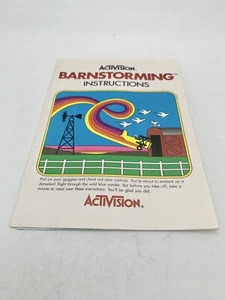 ACTIVISION®
BARNSTORMING™
INSTRUCTIONS
Put on your goggles and check out your controls. You're about to embark on a
daredevil flight through the wild blue yonder. But before you take off, take a
minute to read over these instructions. You'll be glad you did.
ACTIVISION®